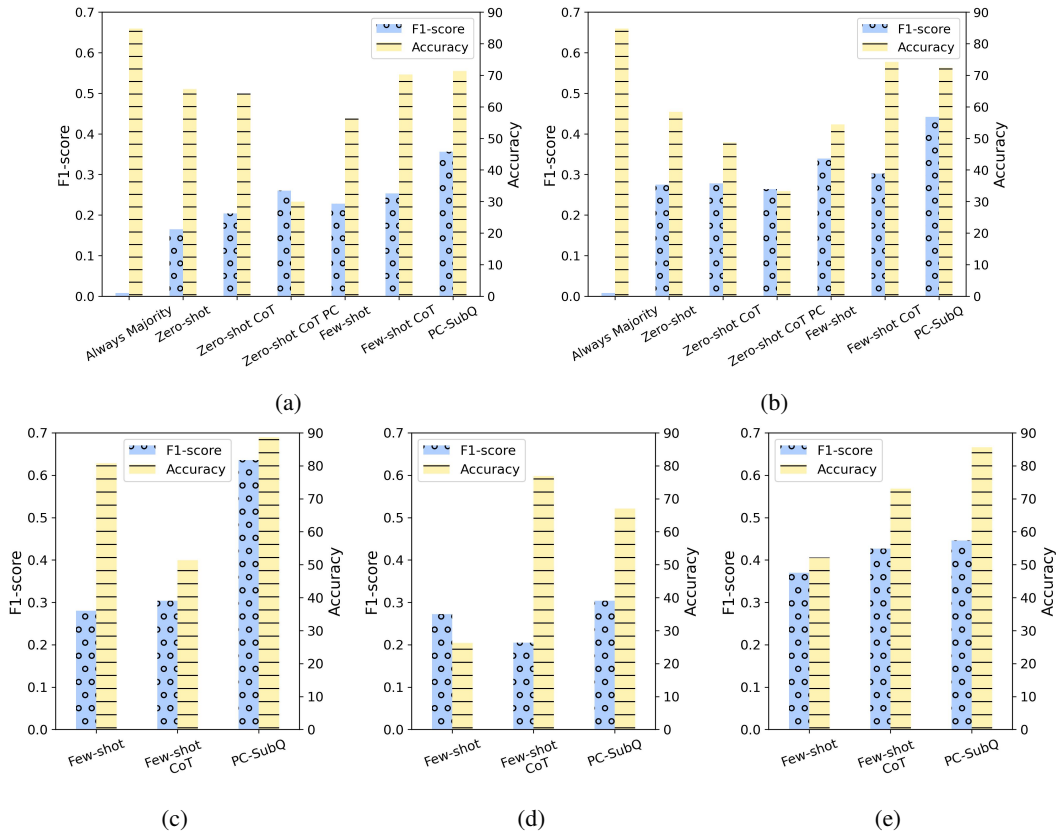 0.7
0.6
0.5
0.4
0.3
0.2
0.1
0.0
F1-score
F1-score
Accuracy
90
80
70
60
50
40
30
20
10
0
Accuracy
Always Majority
Zero-shot
Zero-shot CoT
Zero-shot CoT PC
Few-shot
Few-shot CoT
PC-SubQ
(a)
0.7
0.6
0.5
0.4
0.3
0.2
0.1
0.0
F1-score
F1-score
Accuracy
90
80
70
60
50
40
30
20
10
0
Accuracy
Always Majority
Zero-shot
Zero-shot CoT
Zero-shot CoT PC
Few-shot
Few-shot CoT
PC-SubQ
(b)
0.7
0.6
0.5
0.4
0.3
0.2
0.1
0.0
F1-score
F1-score
Accuracy
90
80
70
60
50
40
30
20
10
0
Accuracy
Few-shot
Few-shot
CoT
PC-SubQ
(c)
0.7
0.6
0.5
0.4
0.3
0.2
0.1
0.0
F1-score
F1-score
Accuracy
90
80
70
60
50
40
30
20
10
0
Accuracy
Few-shot
Few-shot
CoT
PC-SubQ
(d)
0.7
0.6
0.5
0.4
0.3
0.2
0.1
0.0
F1-score
F1-score
Accuracy
90
80
70
60
50
40
30
20
10
0
Accuracy
Few-shot
Few-shot
CoT
PC-SubQ
(e)